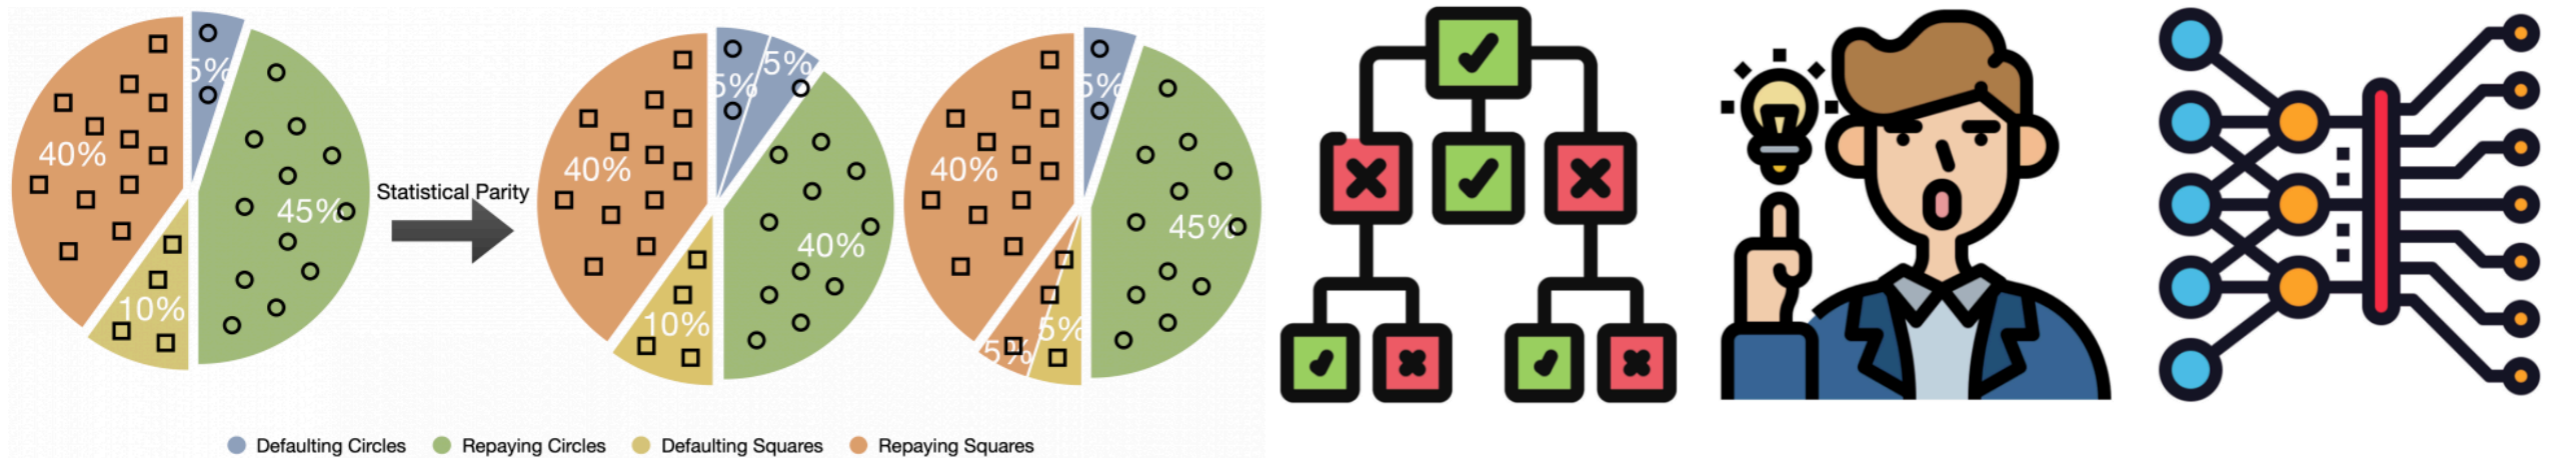 5%
40%
45%
10%
Statistical Parity
5%
5%
40%
40%
10%
5%
40%
45%
5%
5%
Defaulting Circles
Repaying Circles
Defaulting Squares
Repaying Squares